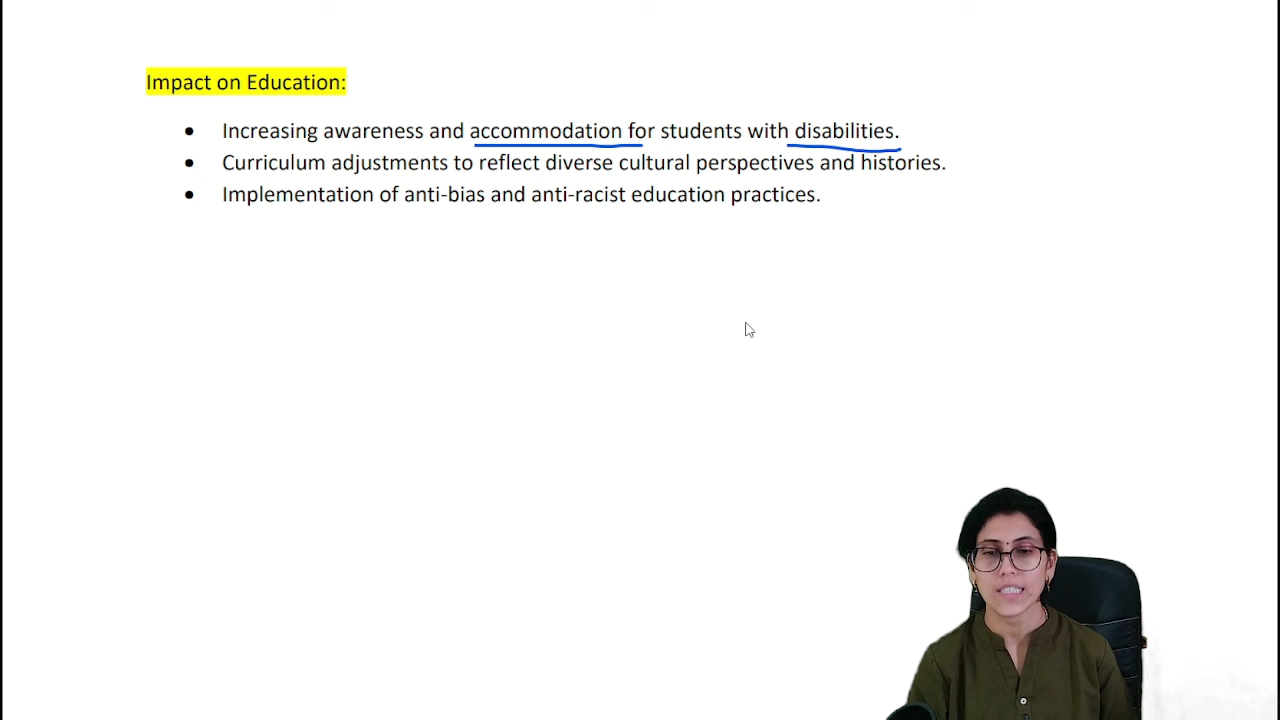 Impact on Education:
• Increasing awareness and accommodation for students with disabilities.
• Curriculum adjustments to reflect diverse cultural perspectives and histories.
• Implementation of anti-bias and anti-racist education practices.